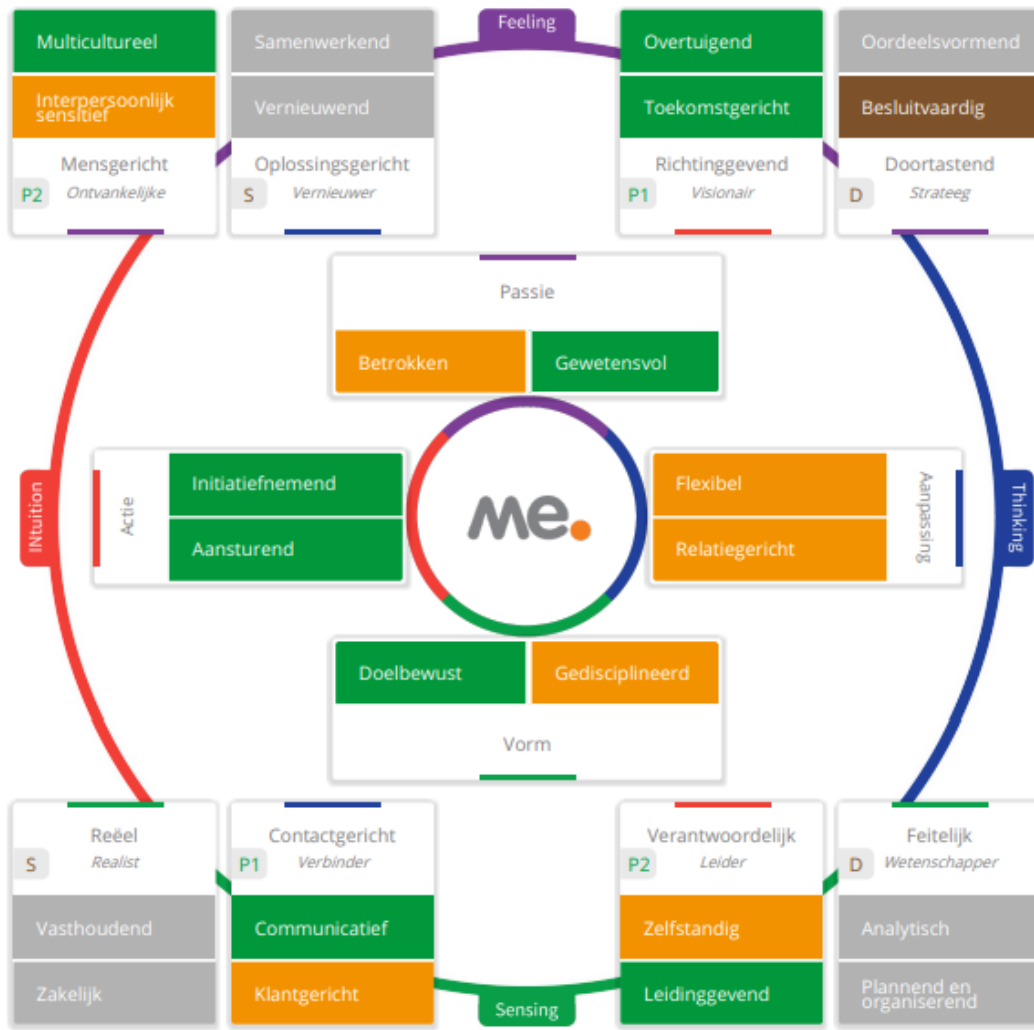 Feeling
Multicultureel
Interpersoonlijk
sensitief
Mensgericht
P2
Ontvankelijke
Samenwerkend
Vernieuwend
Oplossingsgericht
S
Vernieuwer
Overtuigend
Toekomstgericht
Richtinggevend
P1
Visionair
Oordeelsvormend
Besluitvaardig
Doortastend
D
Strateeg
Passie
Betrokken
Gewetensvol
INtuition
Actie
Initiatiefnemend
Aansturend
me.
Flexibel
Relatiegericht
Aanpassing
Thinking
Doelbewust
Gedisciplineerd
Vorm
Reëel
S
Realist
Vasthoudend
Zakelijk
Contactgericht
P1
Verbinder
Communicatief
Klantgericht
Verantwoordelijk
P2
Leider
Zelfstandig
Leidinggevend
Feitelijk
D
Wetenschapper
Analytisch
Plannend en
organiserend
Sensing